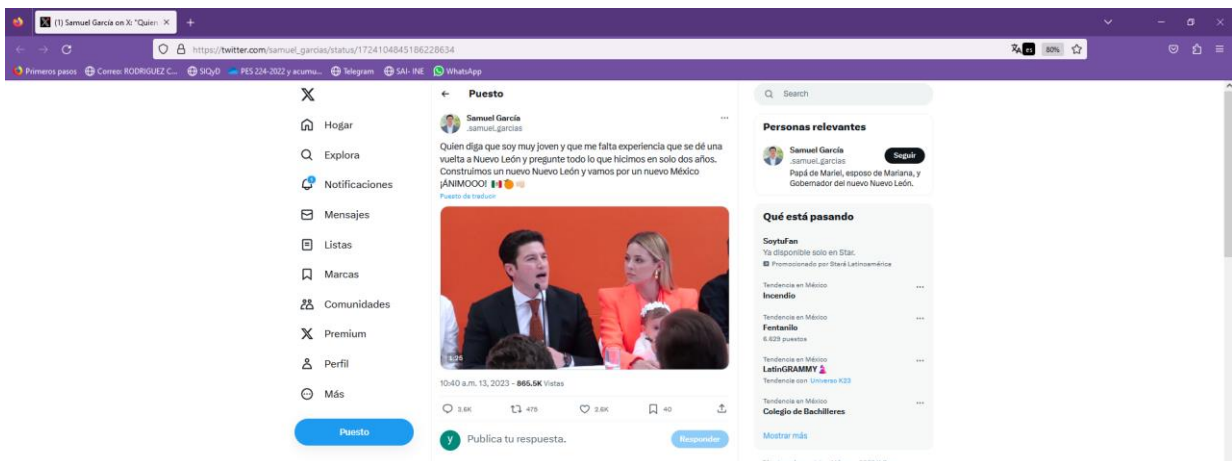 (1) Samuel García on X: "Quien
https://twitter.com/samuel_garcias/status/1724104845186228634
es
80%
Primeros pasos
Correo: RODRIGUEZ C...
SIQyD
PES 224-2022 y acumu...
Telegram
SAI- INE
WhatsApp
Hogar
Explora
Notificaciones
Mensajes
Listas
Marcas
Comunidades
Premium
Perfil
Más
Puesto
Puesto
Samuel García
.samuel.garcias
Quien diga que soy muy joven y que me falta experiencia que se dé una
vuelta a Nuevo León y pregunte todo lo que hicimos en solo dos años.
Construimos un nuevo Nuevo León y vamos por un nuevo México
¡ÁNIMOOO! 🇲🇽🍊👊🏻
Puesto de traducir
1:25
10:40 a.m. 13, 2023 - 865.5K Vistas
3.6K
475
2.6K
40
y
Publica tu respuesta.
Responder
Search
Personas relevantes
Samuel García
.samuel.garcias
Seguir
Papá de Mariel, esposo de Mariana, y
Gobernador del nuevo Nuevo León.
Qué está pasando
SoytuFan
Ya disponible solo en Star.
Promocionado por Star+ Latinoamérica
Tendencia en México
Incendio
Tendencia en México
Fentanilo
6.629 puestos
Tendencia en México
LatinGRAMMY
Tendencia con Universo K23
Tendencia en México
Colegio de Bachilleres
Mostrar más